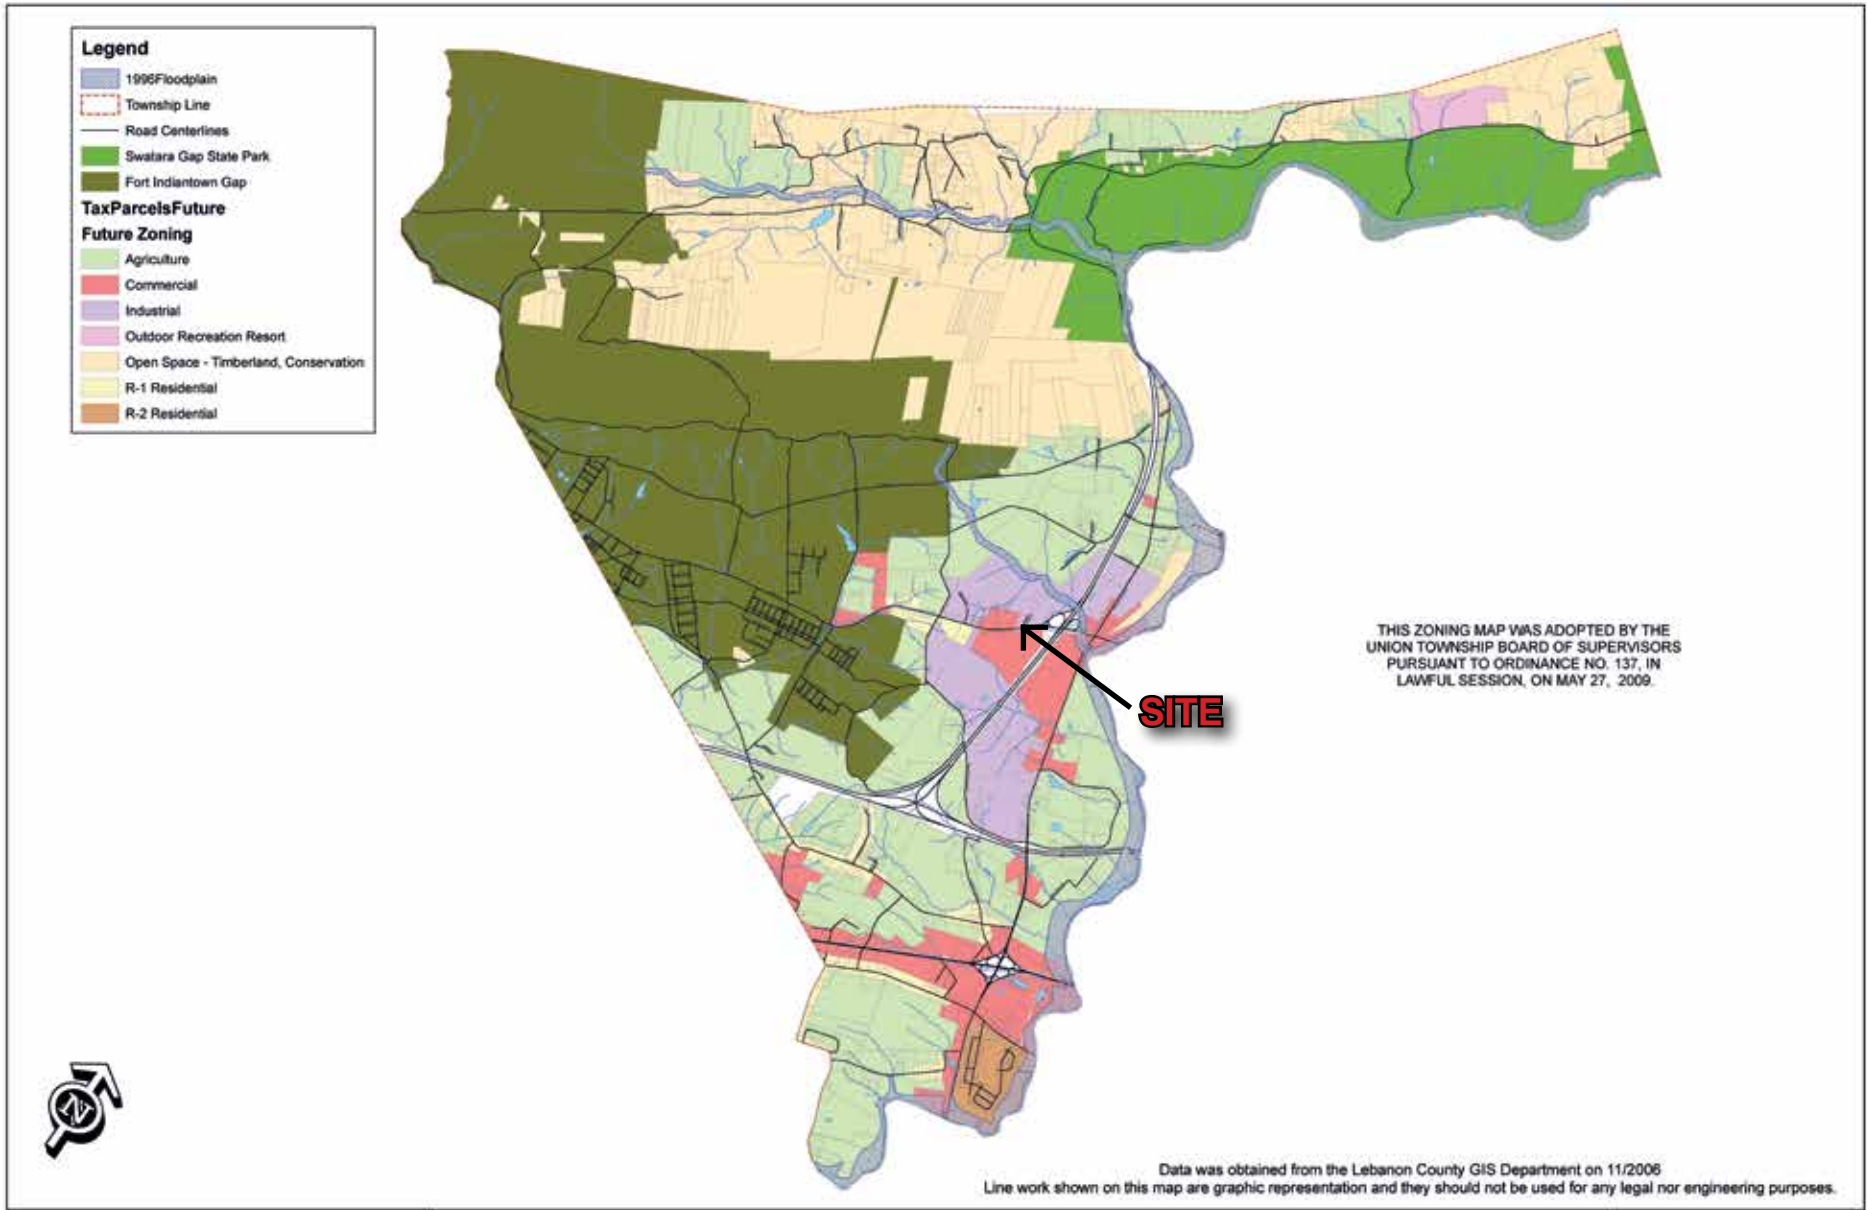 Legend
1996Floodplain
Township Line
Road Centerlines
Swatara Gap State Park
Fort Indiantown Gap
TaxParcelsFuture
Future Zoning
Agriculture
Commercial
Industrial
Outdoor Recreation Resort
Open Space - Timberland, Conservation
R-1 Residential
R-2 Residential
THIS ZONING MAP WAS ADOPTED BY THE
UNION TOWNSHIP BOARD OF SUPERVISORS
PURSUANT TO ORDINANCE NO. 137, IN
LAWFUL SESSION, ON MAY 27, 2009.
SITE
N
Data was obtained from the Lebanon County GIS Department on 11/2006
Line work shown on this map are graphic representation and they should not be used for any legal nor engineering purposes.